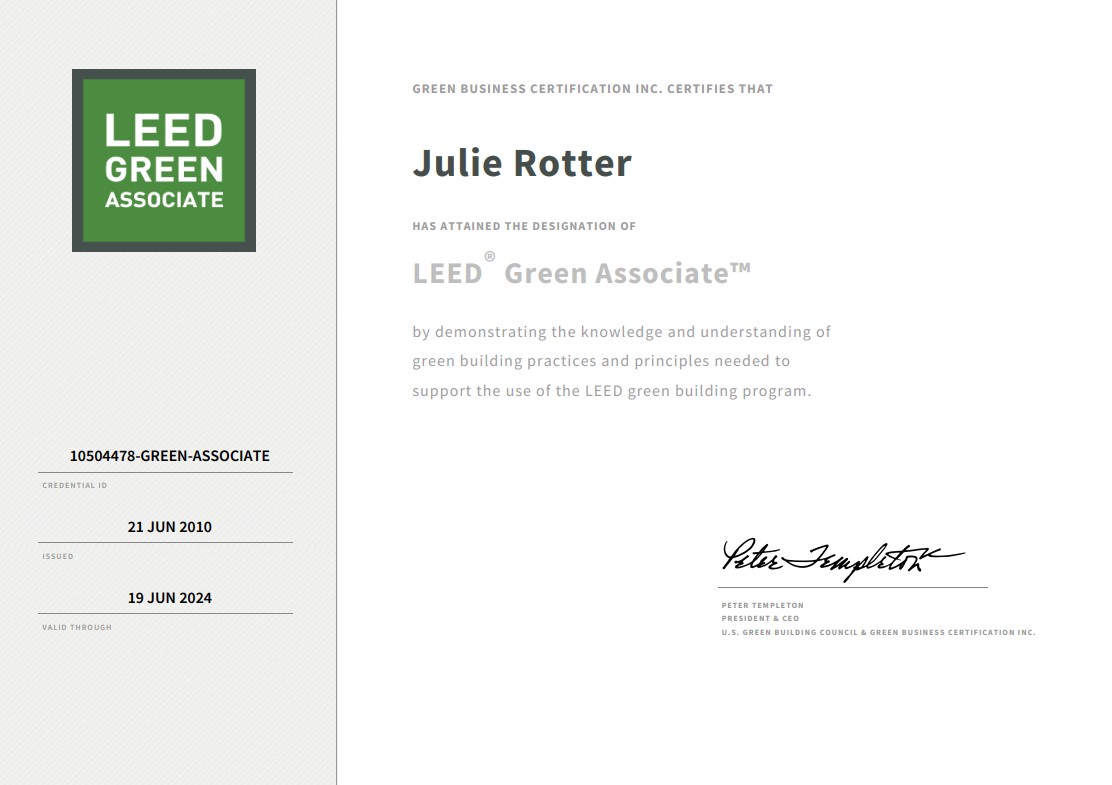 LEED
GREEN
ASSOCIATE
10504478-GREEN-ASSOCIATE
CREDENTIAL ID
21 JUN 2010
ISSUED
19 JUN 2024
VALID THROUGH
GREEN BUSINESS CERTIFICATION INC. CERTIFIES THAT
Julie Rotter
HAS ATTAINED THE DESIGNATION OF
LEED® Green Associate™
by demonstrating the knowledge and understanding of
green building practices and principles needed to
support the use of the LEED green building program.
Peter Templeton
PETER TEMPLETON
PRESIDENT & CEO
U.S. GREEN BUILDING COUNCIL & GREEN BUSINESS CERTIFICATION INC.